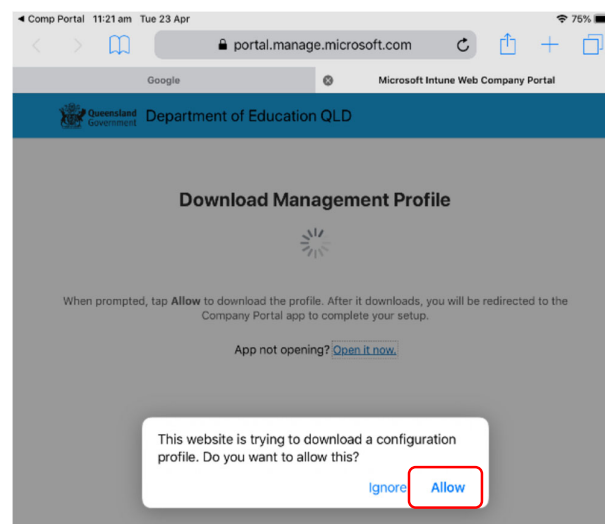 Comp Portal 11:21 am Tue 23 Apr 75%
portal.manage.microsoft.com
Google Microsoft Intune Web Company Portal
Queensland
Government
Department of Education QLD
Download Management Profile
When prompted, tap Allow to download the profile. After it downloads, you will be redirected to the
Company Portal app to complete your setup.
App not opening? Open it now.
This website is trying to download a configuration
profile. Do you want to allow this?
Ignore Allow